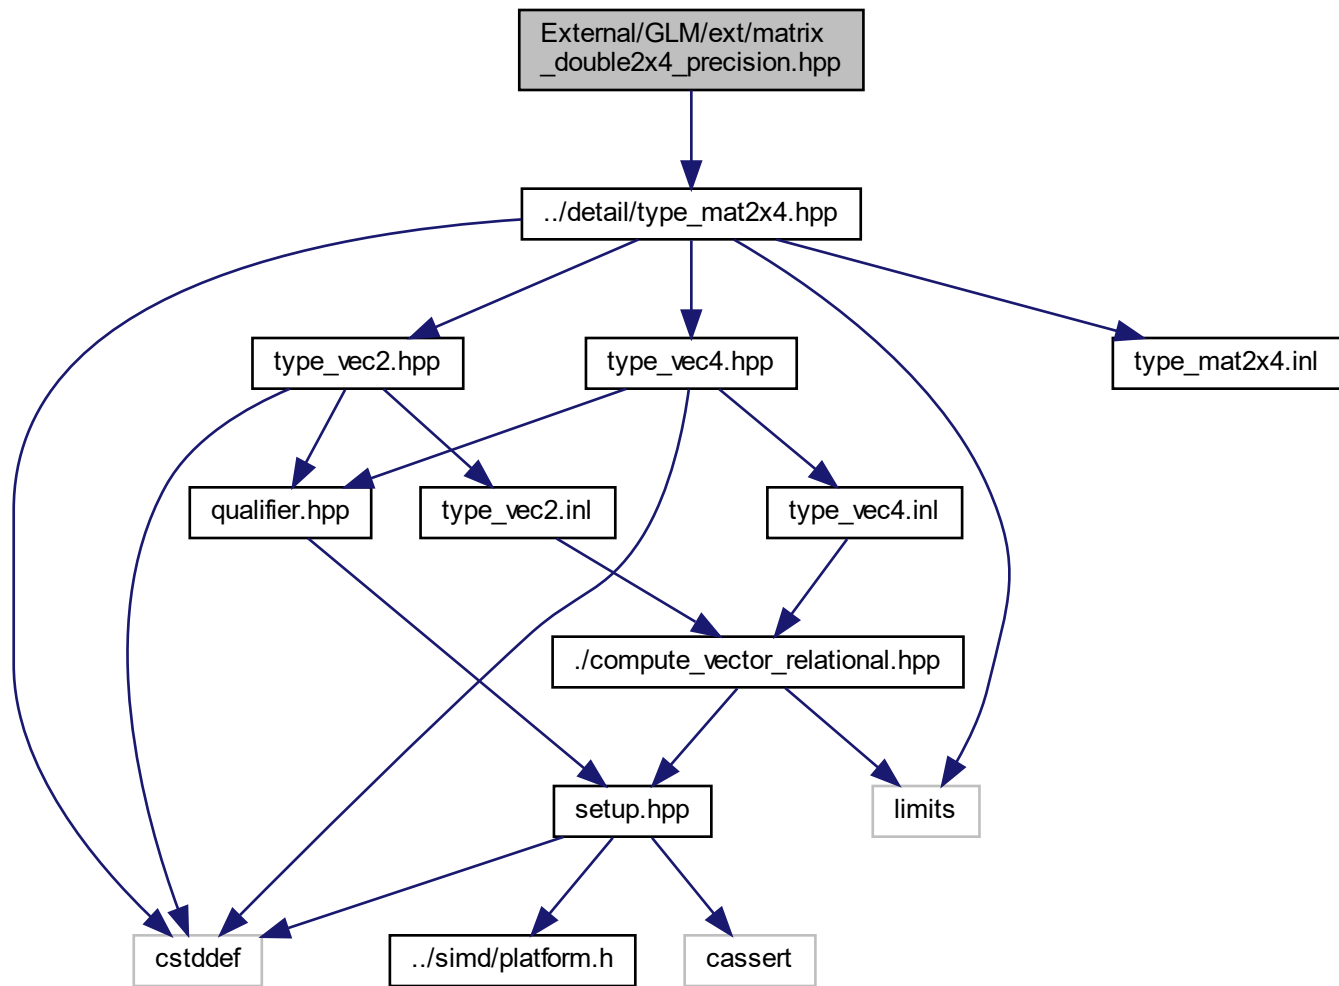 External/GLM/ext/matrix
_double2x4_precision.hpp
../detail/type_mat2x4.hpp
type_vec2.hpp
type_vec4.hpp
type_mat2x4.inl
qualifier.hpp
type_vec2.inl
type_vec4.inl
./compute_vector_relational.hpp
setup.hpp
limits
cstddef
../simd/platform.h
cassert